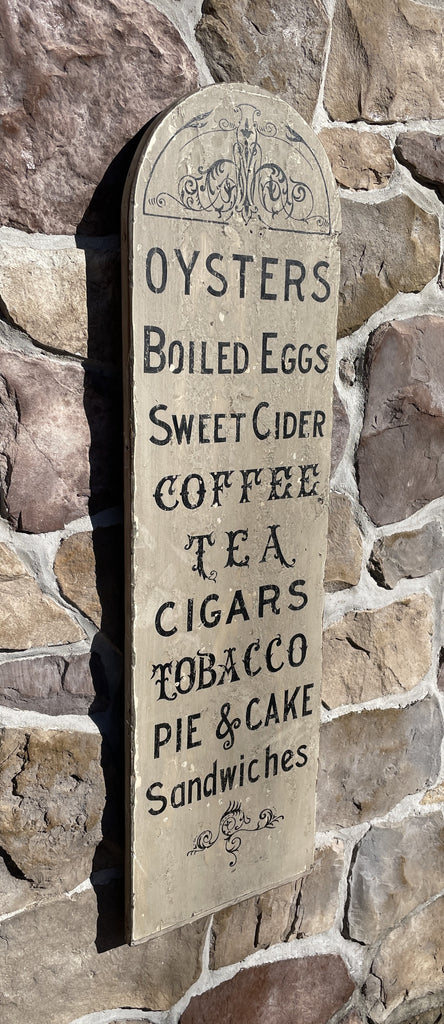 OYSTERS
BOILED EGGS
SWEET CIDER
COFFEE
TEA
CIGARS
TOBACCO
PIE & CAKE
Sandwiches